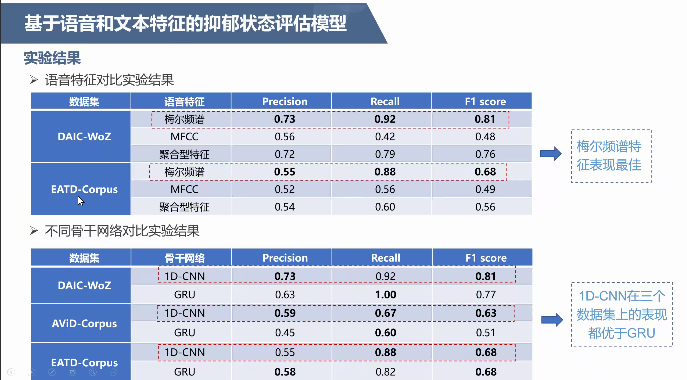 基于语音和文本特征的抑郁状态评估模型
实验结果
➢ 语音特征对比实验结果
数据集 语音特征 Precision Recall F1 score
DAIC-WoZ 梅尔频谱 0.73 0.92 0.81
MFCC 0.56 0.42 0.48
聚合型特征 0.72 0.79 0.76
EATD-Corpus 梅尔频谱 0.55 0.88 0.68
MFCC 0.52 0.56 0.49
聚合型特征 0.54 0.60 0.56
梅尔频谱特
征表现最佳
➢ 不同骨干网络对比实验结果
数据集 骨干网络 Precision Recall F1 score
DAIC-WoZ 1D-CNN 0.73 0.92 0.81
GRU 0.63 1.00 0.77
AViD-Corpus 1D-CNN 0.59 0.67 0.63
GRU 0.45 0.60 0.51
EATD-Corpus 1D-CNN 0.55 0.88 0.68
GRU 0.58 0.82 0.68
1D-CNN在三个
数据集上的表现
都优于GRU